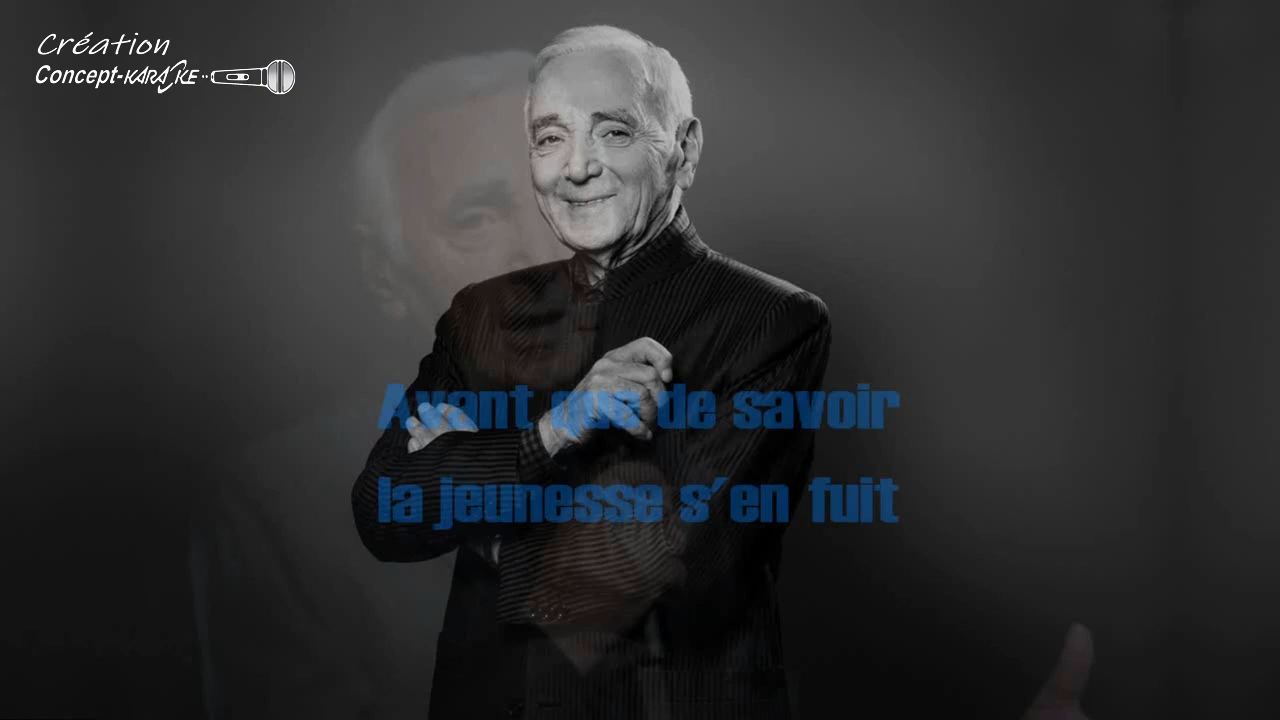 Création
Concept-KARAOKE
Avant que de savoir
la jeunesse s'en fuit